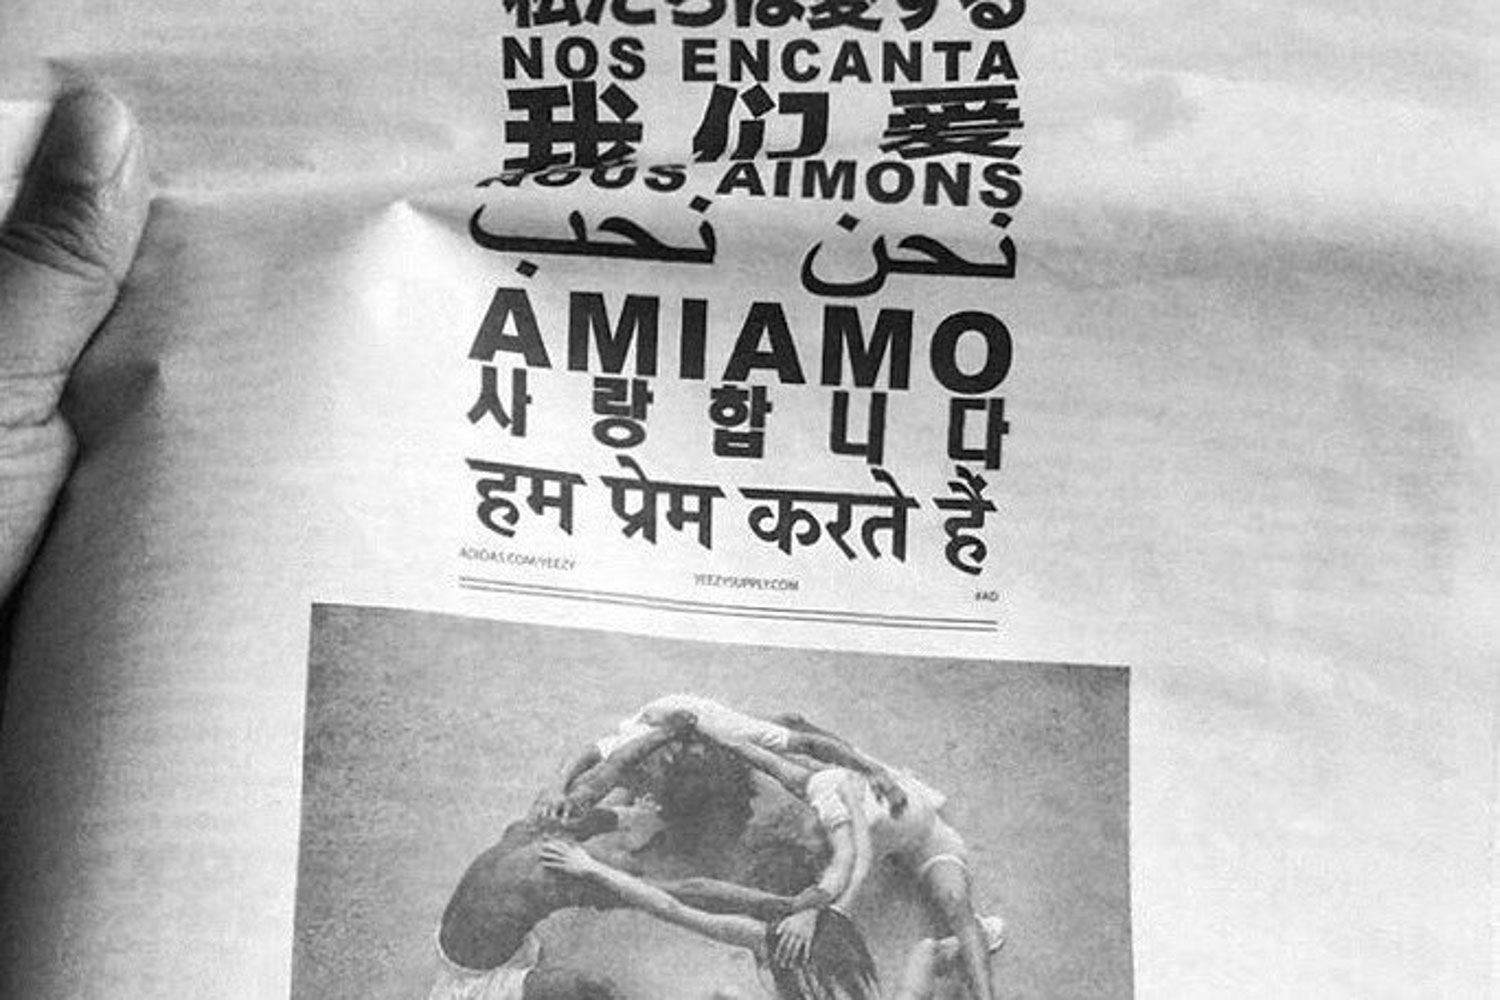 私たちは愛する
NOS ENCANTA
我们爱
NOUS AIMONS
نحن نحب
AMIAMO
사랑합니다
हम प्रेम करते हैं
ADIDAS.COM/YEEZY
YEEZYSUPPLY.COM
#AD